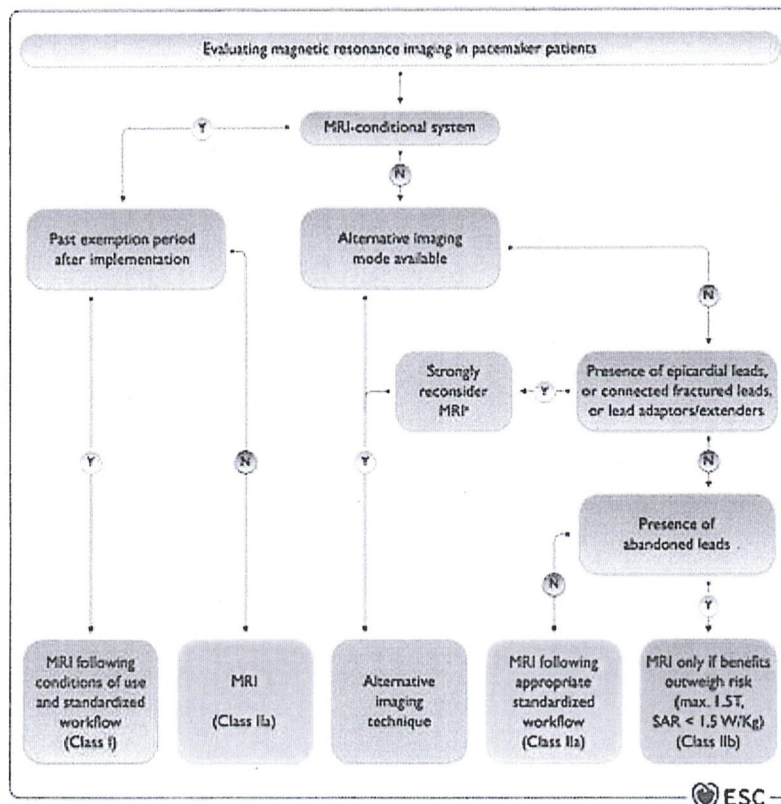 Evaluating magnetic resonance imaging in pacemaker patients
MRI-conditional system
Y
N
Past exemption period
after implementation
Alternative imaging
mode available
N
Strongly
reconsider
MRIᵃ
Y
Presence of epicardial leads,
or connected fractured leads,
or lead adaptors/extenders
Y
N
Y
N
Presence of
abandoned leads
N
Y
MRI following
conditions of use
and standardized
workflow
(Class I)
MRI
(Class IIa)
Alternative
imaging
technique
MRI following
appropriate
standardized
workflow
(Class IIa)
MRI only if benefits
outweigh risk
(max. 1.5T,
SAR < 1.5 W/Kg)
(Class IIb)
ESC